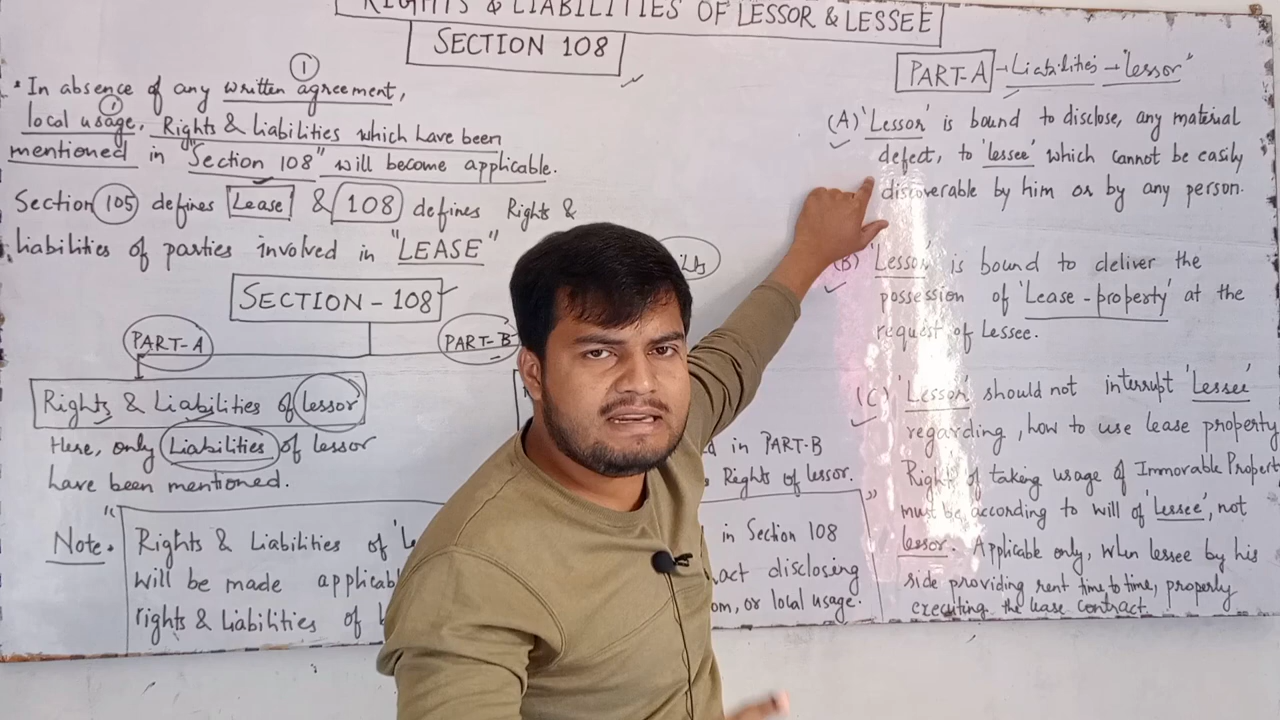 RIGHTS & LIABILITIES OF LESSOR & LESSEE
SECTION 108
①
• In absence of any written agreement,
①
local usage, Rights & Liabilities which have been
mentioned in "Section 108" will become applicable.
Section 105 defines Lease & 108 defines Rights &
liabilities of parties involved in "LEASE"
SECTION - 108
PART-A
PART-B
Rights & Liabilities of lessor
Here, only Liabilities of lessor
have been mentioned.
in PART-B
Rights of lessor.
Note.
Rights & Liabilities of
in Section 108
will be made
disclosing
rights & liabilities of
or local usage.
PART-A → Liabilities → "lessor"
(A) 'Lessor' is bound to disclose, any material
defect, to 'lessee' which cannot be easily
discoverable by him or by any person.
(B) 'Lessor' is bound to deliver the
possession of 'Lease - property' at the
request of Lessee.
(C) 'Lessor' should not interrupt 'Lessee'
regarding, how to use lease property
Right of taking usage of Immovable
must be, according to will of 'lessee', not
lessor. Applicable only, when lessee by his
side providing rent time to time, properly
executing the lease contract.